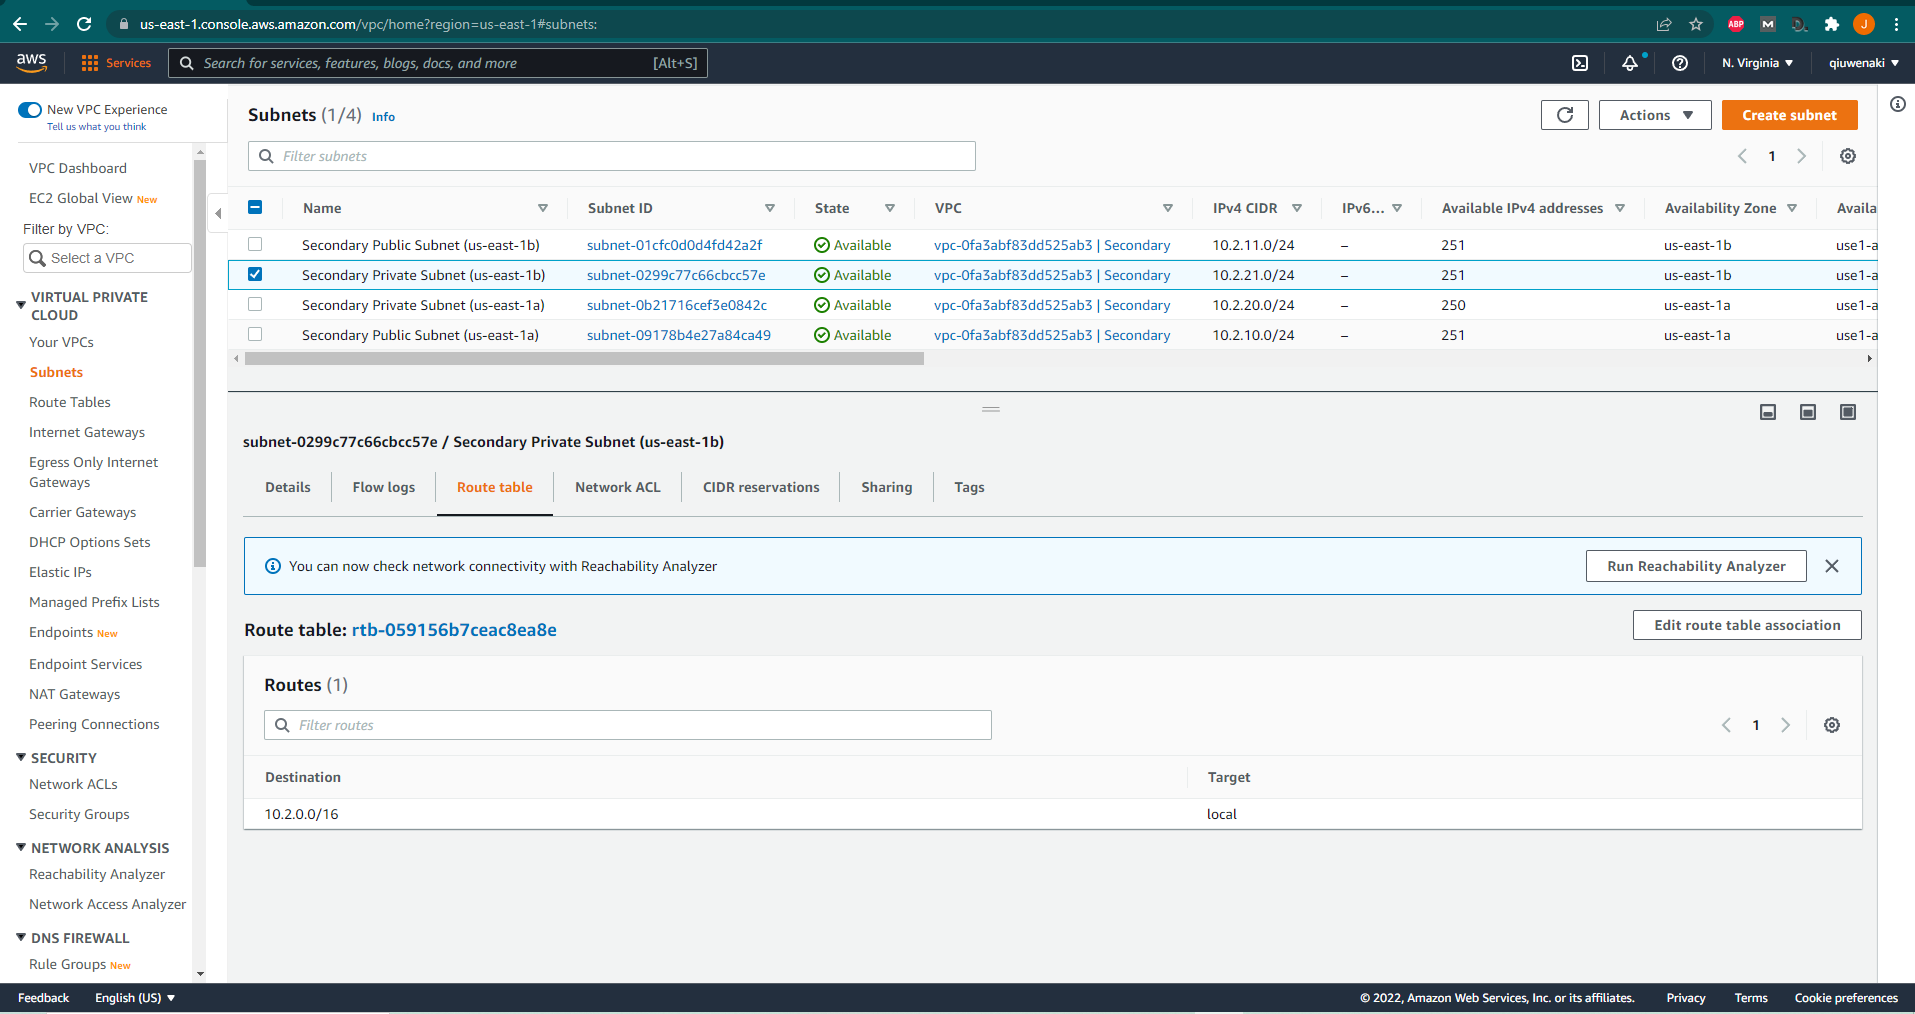 us-east-1.console.aws.amazon.com/vpc/home?region=us-east-1#subnets:
ABP
M
J
aws
Services
Search for services, features, blogs, docs, and more [Alt+S]
N. Virginia
qiuwenaki
New VPC Experience
Tell us what you think
VPC Dashboard
EC2 Global View New
Filter by VPC:
Select a VPC
VIRTUAL PRIVATE
CLOUD
Your VPCs
Subnets
Route Tables
Internet Gateways
Egress Only Internet
Gateways
Carrier Gateways
DHCP Options Sets
Elastic IPs
Managed Prefix Lists
Endpoints New
Endpoint Services
NAT Gateways
Peering Connections
SECURITY
Network ACLs
Security Groups
NETWORK ANALYSIS
Reachability Analyzer
Network Access Analyzer
DNS FIREWALL
Rule Groups New
Subnets (1/4) Info
Actions
Create subnet
Filter subnets
1
Name Subnet ID State VPC IPv4 CIDR IPv6... Available IPv4 addresses Availability Zone Availa
Secondary Public Subnet (us-east-1b) subnet-01cfc0d0d4fd42a2f Available vpc-0fa3abf83dd525ab3 | Secondary 10.2.11.0/24 – 251 us-east-1b use1-a
Secondary Private Subnet (us-east-1b) subnet-0299c77c66cbcc57e Available vpc-0fa3abf83dd525ab3 | Secondary 10.2.21.0/24 – 251 us-east-1b use1-a
Secondary Private Subnet (us-east-1a) subnet-0b21716cef3e0842c Available vpc-0fa3abf83dd525ab3 | Secondary 10.2.20.0/24 – 250 us-east-1a use1-a
Secondary Public Subnet (us-east-1a) subnet-09178b4e27a84ca49 Available vpc-0fa3abf83dd525ab3 | Secondary 10.2.10.0/24 – 251 us-east-1a use1-a
subnet-0299c77c66cbcc57e / Secondary Private Subnet (us-east-1b)
Details Flow logs Route table Network ACL CIDR reservations Sharing Tags
You can now check network connectivity with Reachability Analyzer
Run Reachability Analyzer
Route table: rtb-059156b7ceac8ea8e
Edit route table association
Routes (1)
Filter routes
1
Destination Target
10.2.0.0/16 local
Feedback English (US)
© 2022, Amazon Web Services, Inc. or its affiliates. Privacy Terms Cookie preferences